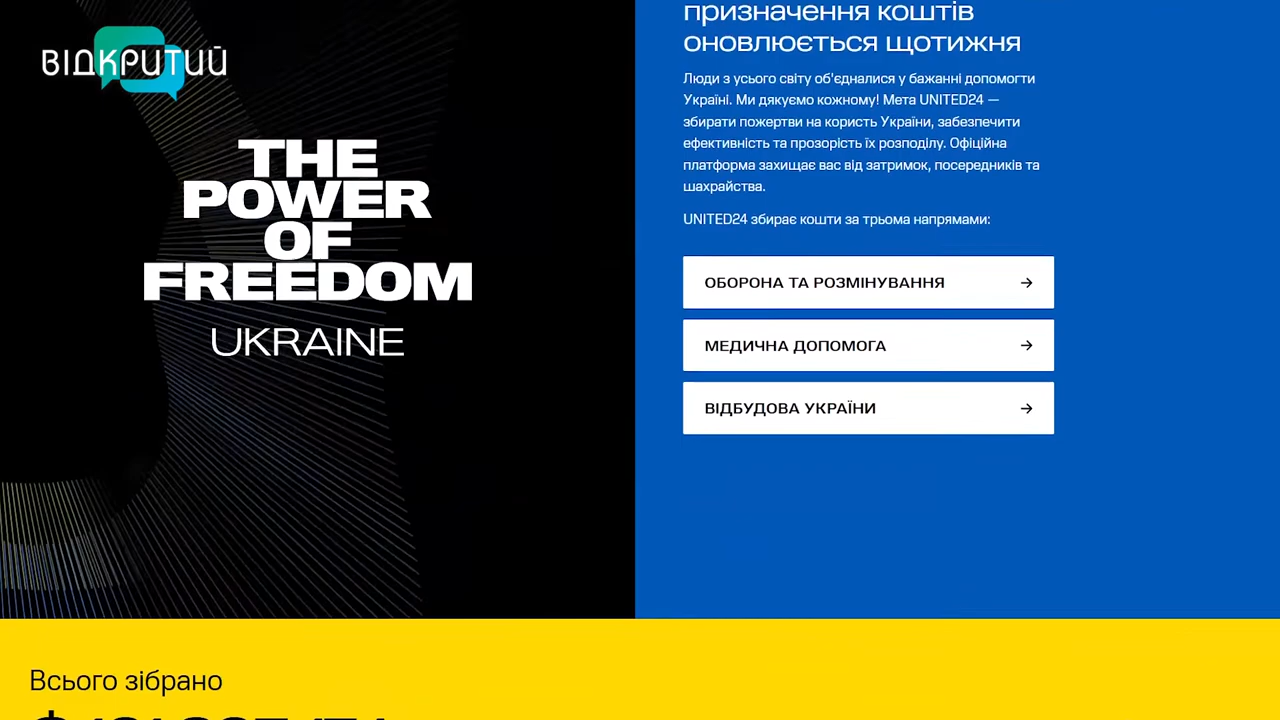 ВІДКРИТИЙ
THE
POWER
OF
FREEDOM
UKRAINE
призначення коштів
оновлюється щотижня
Люди з усього світу об'єдналися у бажанні допомогти
Україні. Ми дякуємо кожному! Мета UNITED24 —
збирати пожертви на користь України, забезпечити
ефективність та прозорість їх розподілу. Офіційна
платформа захищає вас від затримок, посередників та
шахрайства.
UNITED24 збирає кошти за трьома напрямами:
ОБОРОНА ТА РОЗМІНУВАННЯ →
МЕДИЧНА ДОПОМОГА →
ВІДБУДОВА УКРАЇНИ →
Всього зібрано